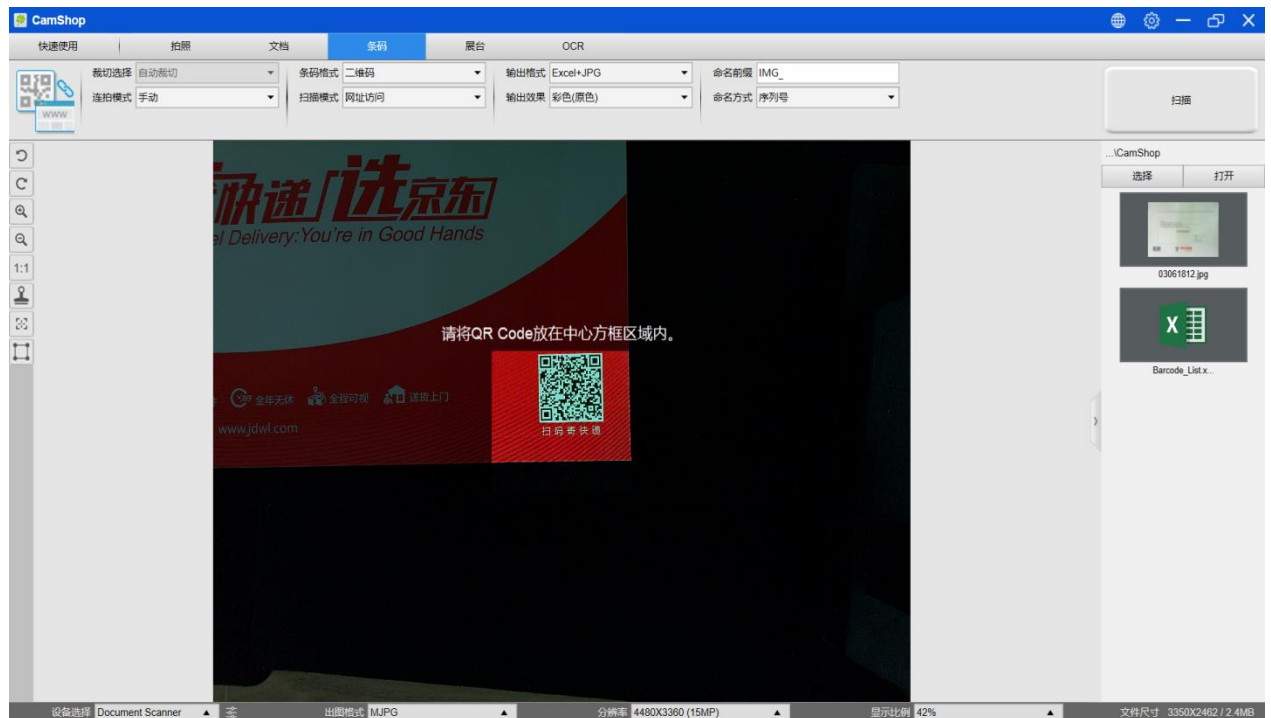 CamShop
快速使用 拍照 文档 条码 展台 OCR
裁切选择 自动裁切 条码格式 二维码 输出格式 Excel+JPG 命名前缀 IMG_
连拍模式 手动 扫描模式 网址访问 输出效果 彩色(原色) 命名方式 序列号
扫描
WWW
...\CamShop
选择 打开
1:1
快递「选京东
Delivery:You're in Good Hands
03061812.jpg
请将QR Code放在中心方框区域内。
Barcode_List.x...
全年无休 全程可视 送货上门
www.jdwl.com
扫码寄快递
设备选择 Document Scanner 出图格式 MJPG 分辨率 4480X3360 (15MP) 显示比例 42% 文件尺寸 3350X2462 / 2.4MB